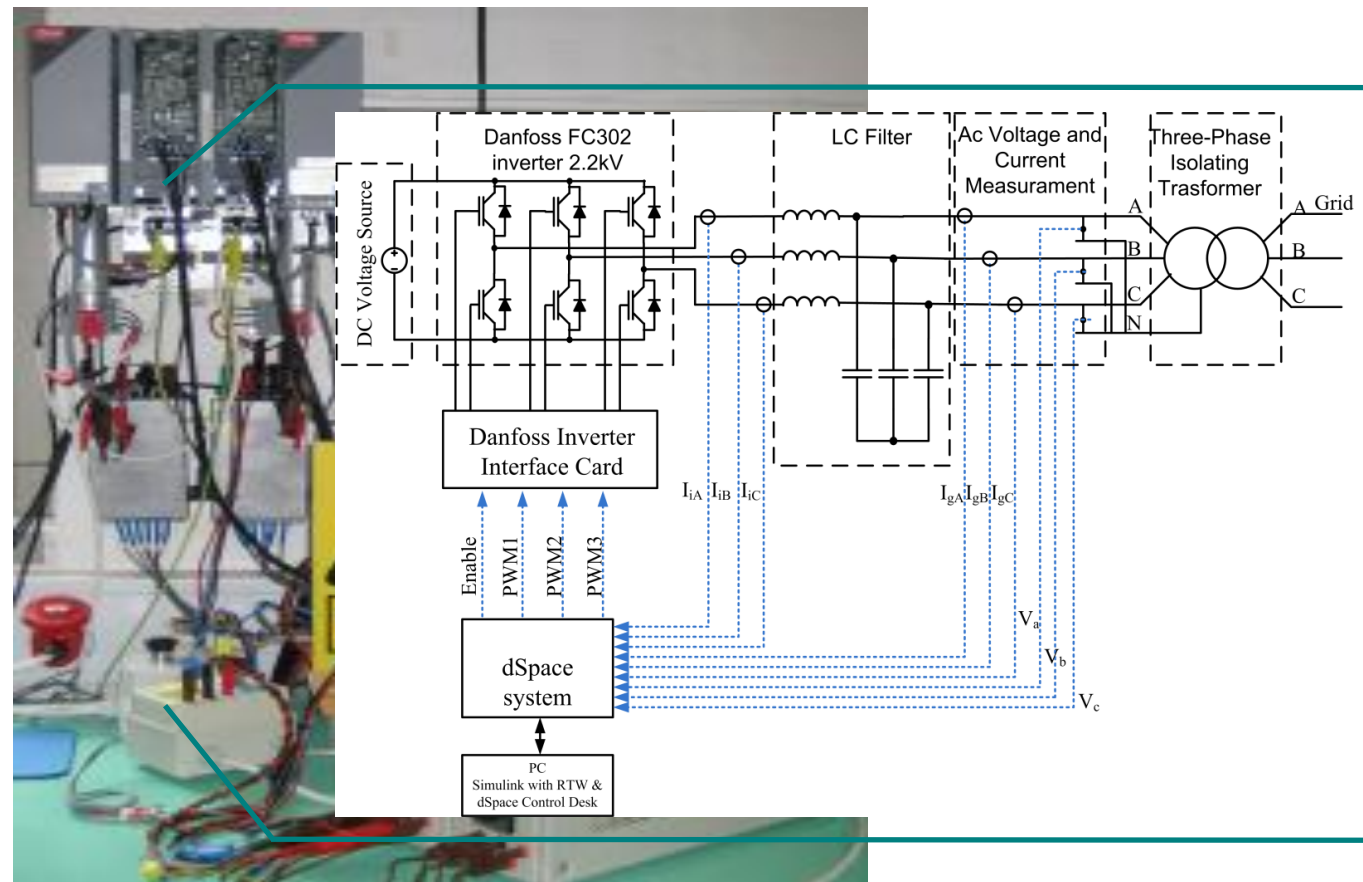 Danfoss FC302
inverter 2.2kV
LC Filter
Ac Voltage and
Current
Measurament
Three-Phase
Isolating
Trasformer
DC Voltage Source
A
B
C
N
A
Grid
B
C
Danfoss Inverter
Interface Card
IiA IiB IiC
IgA IgB IgC
Enable
PWM1
PWM2
PWM3
Va
Vb
Vc
dSpace
system
PC
Simulink with RTW &
dSpace Control Desk